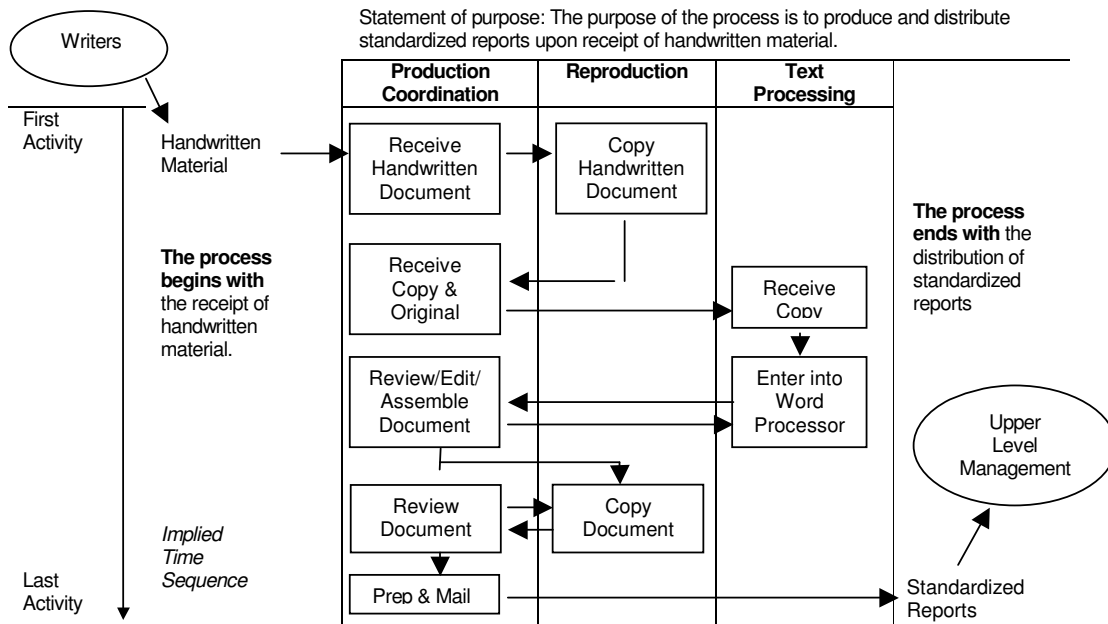 Statement of purpose: The purpose of the process is to produce and distribute
standardized reports upon receipt of handwritten material.
Writers
Production
Coordination
Reproduction
Text
Processing
First
Activity
Handwritten
Material
Receive
Handwritten
Document
Copy
Handwritten
Document
The process
begins with
the receipt of
handwritten
material.
Receive
Copy &
Original
Receive
Copy
The process
ends with the
distribution of
standardized
reports
Review/Edit/
Assemble
Document
Enter into
Word
Processor
Upper
Level
Management
Review
Document
Copy
Document
Implied
Time
Sequence
Last
Activity
Prep & Mail
Standardized
Reports